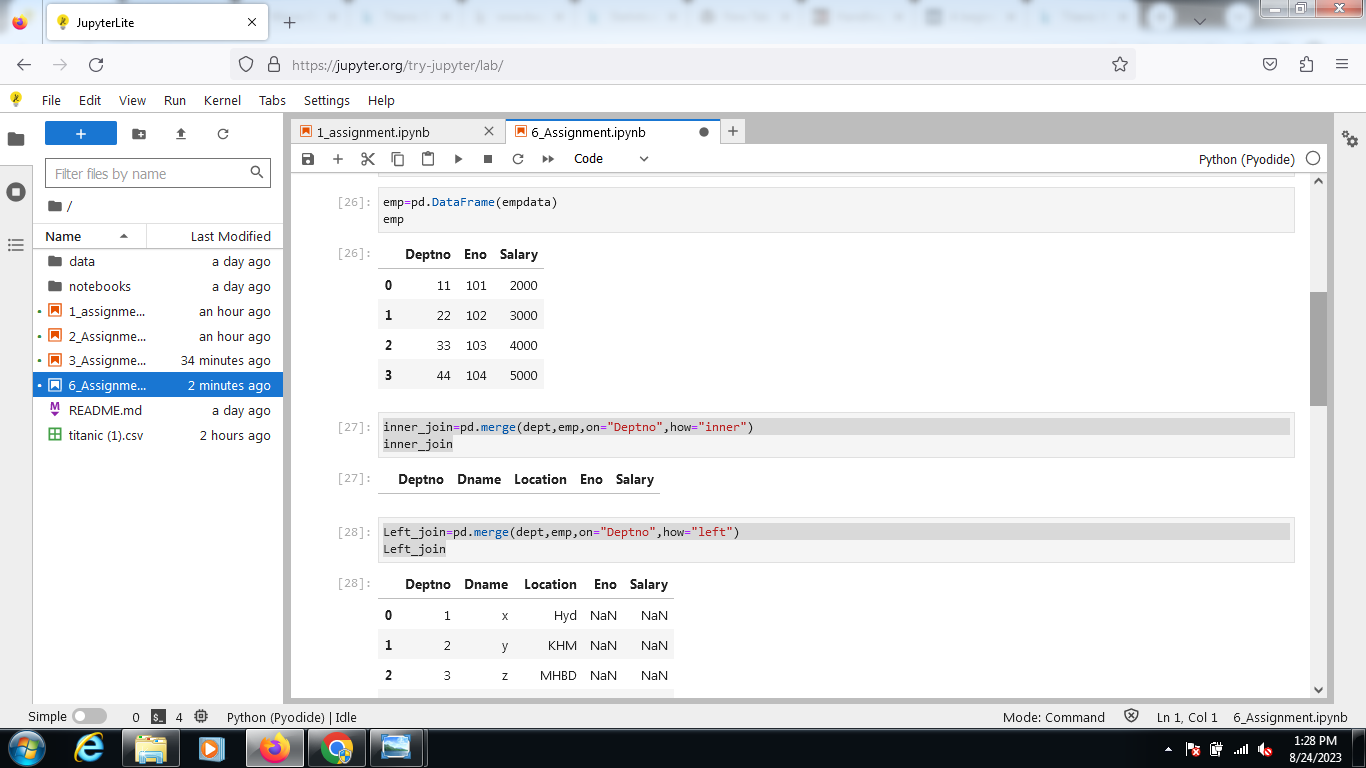 JupyterLite
https://jupyter.org/try-jupyter/lab/
File Edit View Run Kernel Tabs Settings Help
1_assignment.ipynb 6_Assignment.ipynb
Code
Python (Pyodide)
Filter files by name
/
Name Last Modified
data a day ago
notebooks a day ago
1_assignme... an hour ago
2_Assignme... an hour ago
3_Assignme... 34 minutes ago
6_Assignme... 2 minutes ago
README.md a day ago
titanic (1).csv 2 hours ago
[26]: emp=pd.DataFrame(empdata)
emp
[26]: Deptno Eno Salary
0 11 101 2000
1 22 102 3000
2 33 103 4000
3 44 104 5000
[27]: inner_join=pd.merge(dept,emp,on="Deptno",how="inner")
inner_join
[27]: Deptno Dname Location Eno Salary
[28]: Left_join=pd.merge(dept,emp,on="Deptno",how="left")
Left_join
[28]: Deptno Dname Location Eno Salary
0 1 x Hyd NaN NaN
1 2 y KHM NaN NaN
2 3 z MHBD NaN NaN
Simple 0 4 Python (Pyodide) | Idle Mode: Command Ln 1, Col 1 6_Assignment.ipynb
1:28 PM
8/24/2023